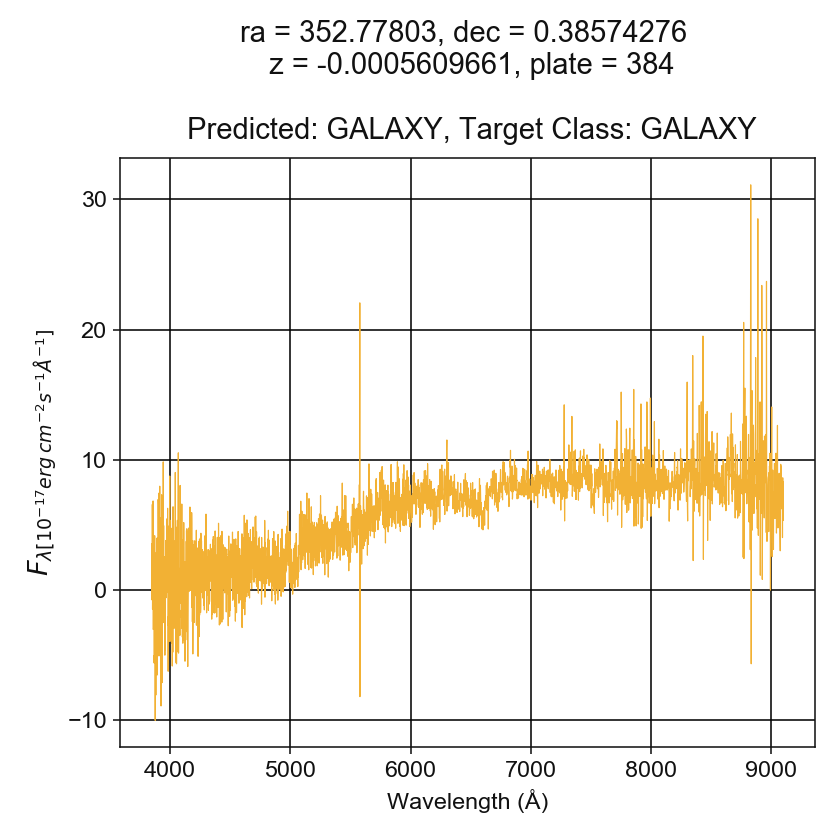 ra = 352.77803, dec = 0.38574276
z = -0.0005609661, plate = 384
Predicted: GALAXY, Target Class: GALAXY
30
20
10
0
−10
F_λ[10^−17 erg cm^−2 s^−1 Å^−1]
4000 5000 6000 7000 8000 9000
Wavelength (Å)